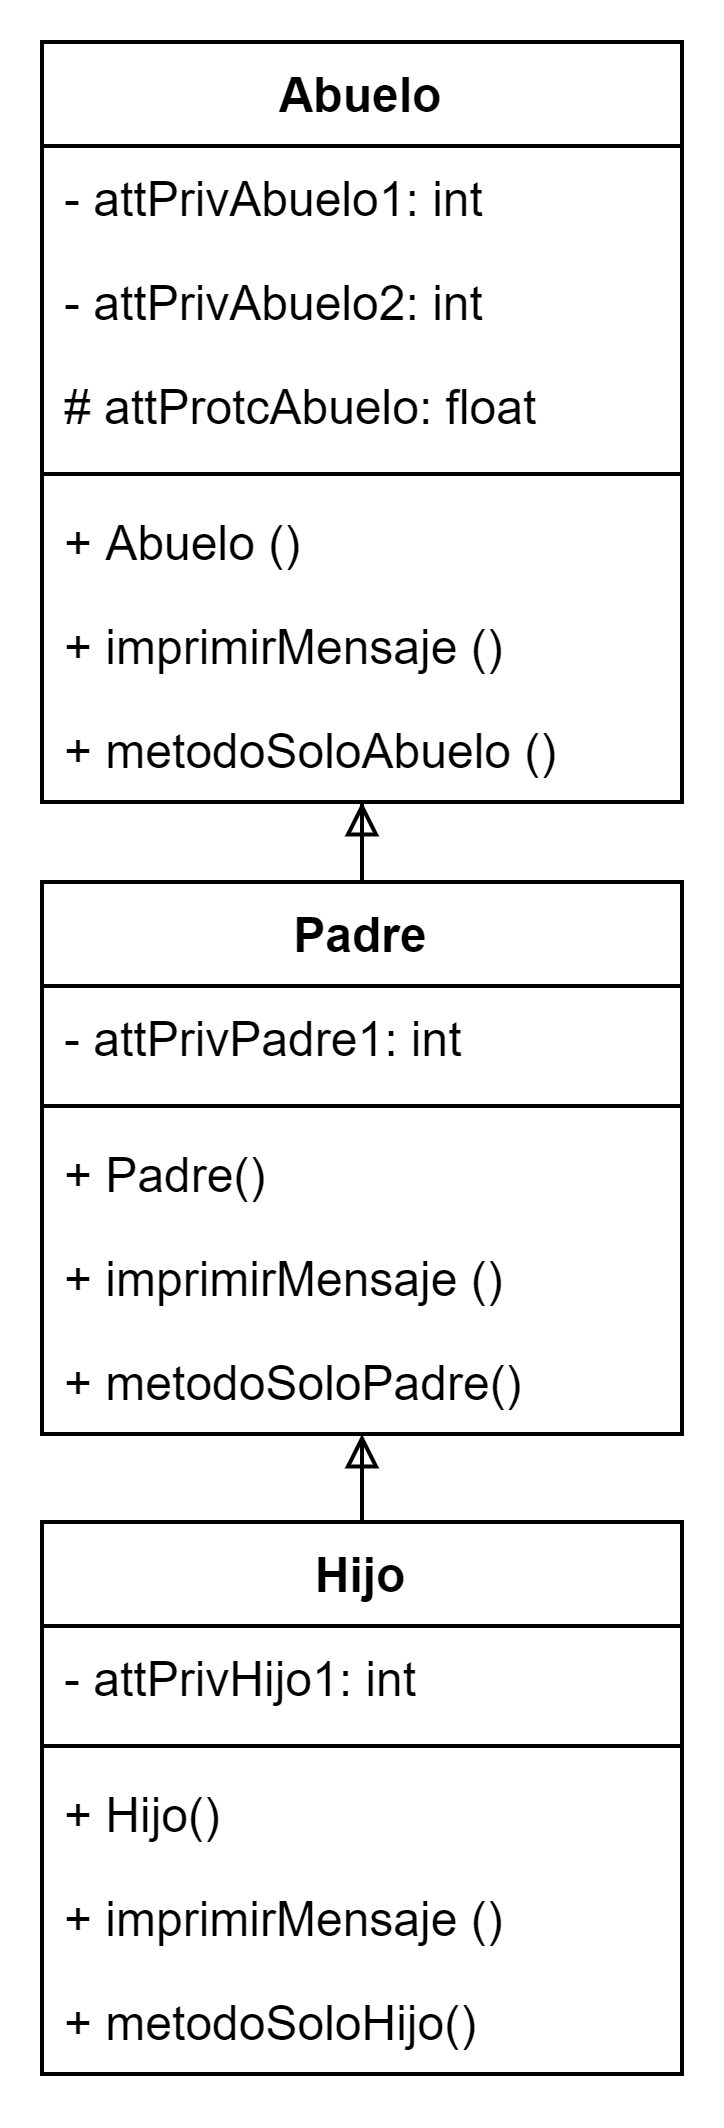 Abuelo
- attPrivAbuelo1: int
- attPrivAbuelo2: int
# attProtcAbuelo: float
+ Abuelo ()
+ imprimirMensaje ()
+ metodoSoloAbuelo ()
Padre
- attPrivPadre1: int
+ Padre()
+ imprimirMensaje ()
+ metodoSoloPadre()
Hijo
- attPrivHijo1: int
+ Hijo()
+ imprimirMensaje ()
+ metodoSoloHijo()